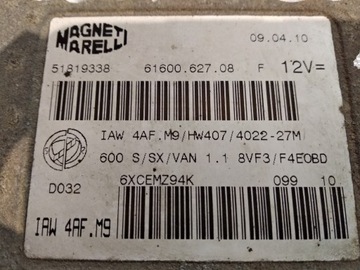 MAGNETI MARELLI
09.04.10
51819338 61600.627.08 F 12V=
IAW 4AF.M9/HW407/4022-27M
600 S/SX/VAN 1.1 8VF3/F4EOBD
D032 6XCEMZ94K 099 10
IAW 4AF.M9